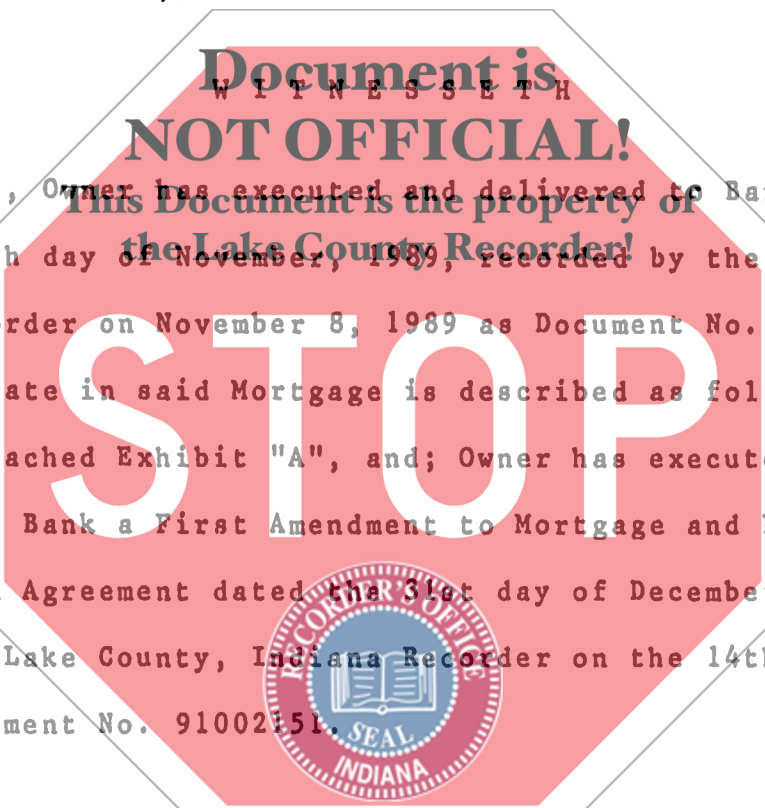 Document is
WITNESSETH
NOT OFFICIAL!
, Owner has executed and delivered to Ba
This Document is the property of
the Lake County Recorder!
h day of November, 1989, recorded by the
rder on November 8, 1989 as Document No.
STOP
ate in said Mortgage is described as fol
ached Exhibit "A", and; Owner has execut
Bank a First Amendment to Mortgage and
Agreement dated the 31st day of Decembe
RECORDER'S OFFICE
Lake County, Indiana Recorder on the 14th
ment No. 91002151.
SEAL
INDIANA